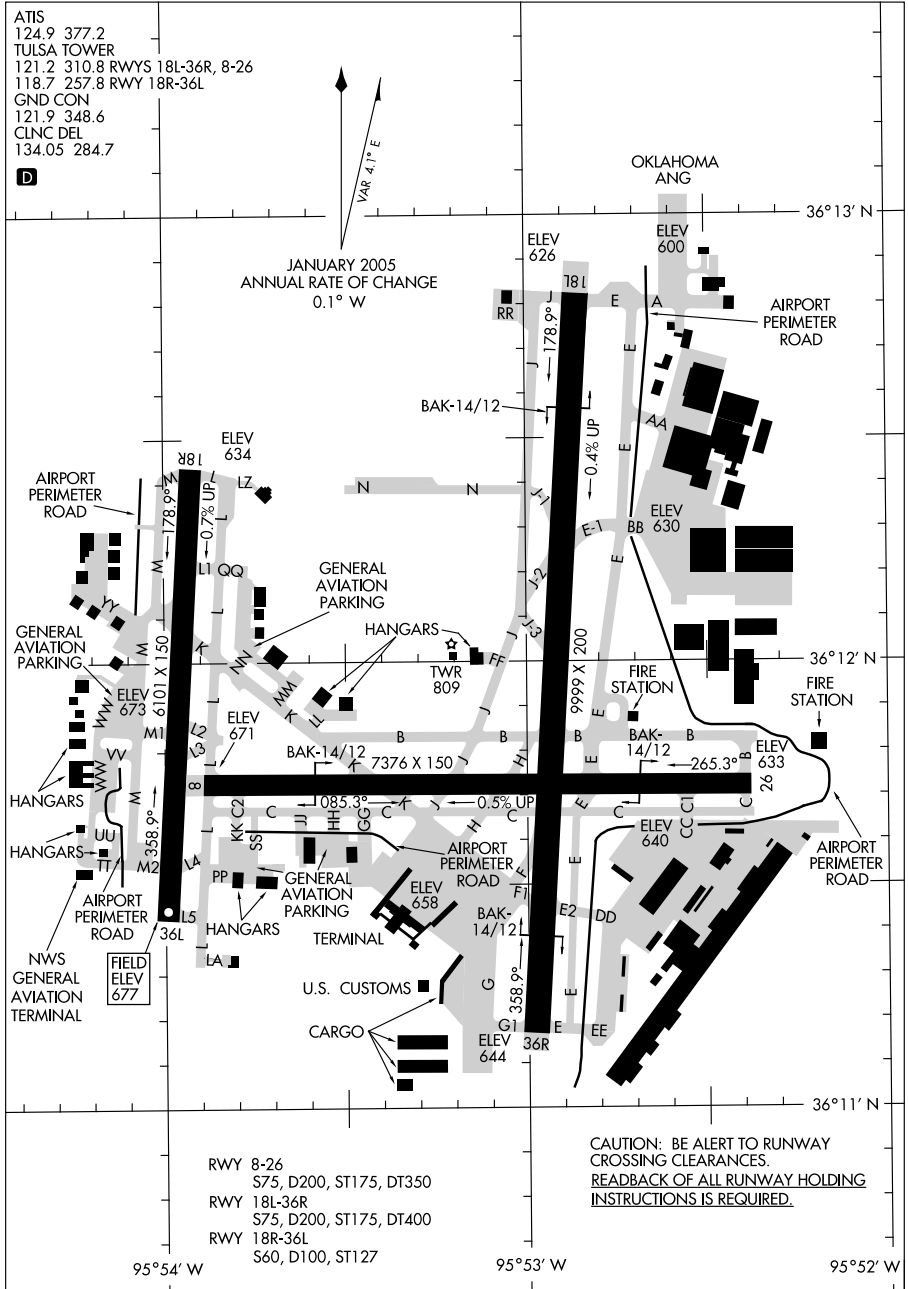 ATIS
124.9 377.2
TULSA TOWER
121.2 310.8 RWYS 18L-36R, 8-26
118.7 257.8 RWY 18R-36L
GND CON
121.9 348.6
CLNC DEL
134.05 284.7
D
VAR 4.1° E
JANUARY 2005
ANNUAL RATE OF CHANGE
0.1° W
OKLAHOMA
ANG
36°13' N
ELEV
626
ELEV
600
18L
J
E
A
RR
AIRPORT
PERIMETER
ROAD
178.9°
J
E
BAK-14/12
AA
0.4% UP
E
ELEV
634
18R
M
L
LZ
AIRPORT
PERIMETER
ROAD
178.9°
0.7% UP
L
N
N
J-1
E-1
BB
ELEV
630
M
L1
QQ
GENERAL
AVIATION
PARKING
J-2
E
YY
L
J-3
HANGARS
GENERAL
AVIATION
PARKING
M
K
NN
J
FF
TWR
809
36°12' N
6101 X 150
MM
9999 X 200
E
FIRE
STATION
FIRE
STATION
ELEV
673
WW
L
K
LL
J
E
ELEV
671
M1
L2
L3
B
B
B
B
VV
BAK-14/12
K
H1
BAK-
14/12
B
ELEV
633
HANGARS
WW
M
L
8
7376 X 150
E
265.3°
26
358.9°
085.3°
K
J
0.5% UP
E
C
KK
C2
SS
C
JJ
HH
GG
C
C
C
CC
C1
H
ELEV
640
HANGARS
UU
TT
M2
L
L4
E
AIRPORT
PERIMETER
ROAD
AIRPORT
PERIMETER
ROAD
PP
GENERAL
AVIATION
PARKING
ELEV
658
F
F1
E2
DD
AIRPORT
PERIMETER
ROAD
HANGARS
TERMINAL
BAK-
14/12
L5
36L
L
LA
NWS
GENERAL
AVIATION
TERMINAL
FIELD
ELEV
677
U.S. CUSTOMS
G
358.9°
E
CARGO
G1
E
EE
ELEV
644
36R
36°11' N
RWY 8-26
S75, D200, ST175, DT350
RWY 18L-36R
S75, D200, ST175, DT400
RWY 18R-36L
S60, D100, ST127
CAUTION: BE ALERT TO RUNWAY
CROSSING CLEARANCES.
READBACK OF ALL RUNWAY HOLDING
INSTRUCTIONS IS REQUIRED.
95°54' W
95°53' W
95°52' W